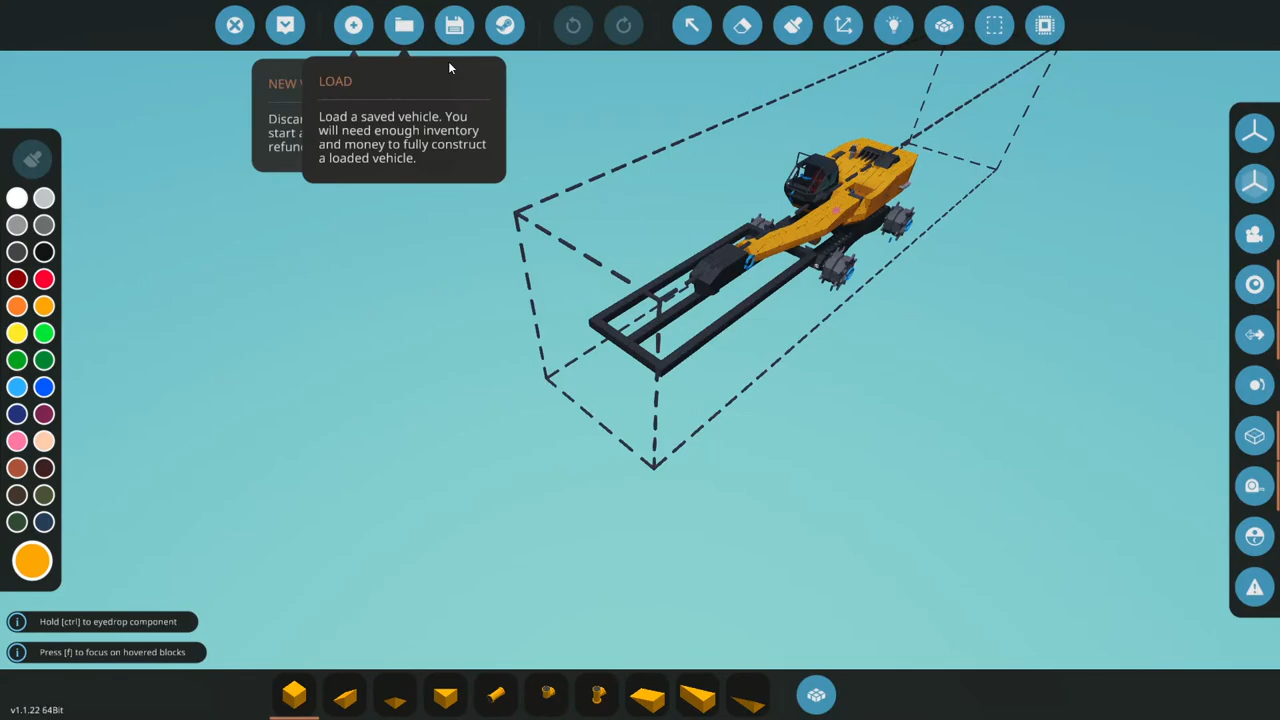 NEW
LOAD
Load a saved vehicle. You
will need enough inventory
and money to fully construct
a loaded vehicle.
Discar
start a
refun
Hold [ctrl] to eyedrop component
Press [f] to focus on hovered blocks
v1.1.22 64Bit